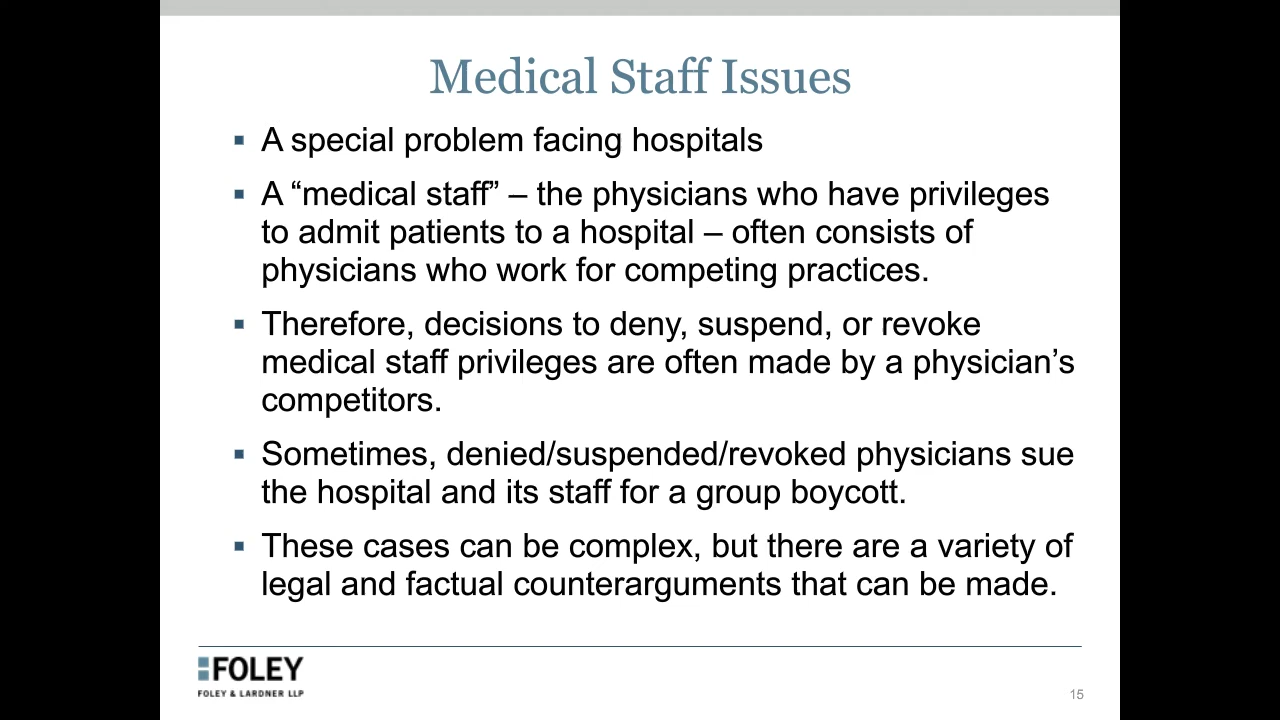 Medical Staff Issues
▪ A special problem facing hospitals
▪ A “medical staff” – the physicians who have privileges
to admit patients to a hospital – often consists of
physicians who work for competing practices.
▪ Therefore, decisions to deny, suspend, or revoke
medical staff privileges are often made by a physician’s
competitors.
▪ Sometimes, denied/suspended/revoked physicians sue
the hospital and its staff for a group boycott.
▪ These cases can be complex, but there are a variety of
legal and factual counterarguments that can be made.
FOLEY
FOLEY & LARDNER LLP
15